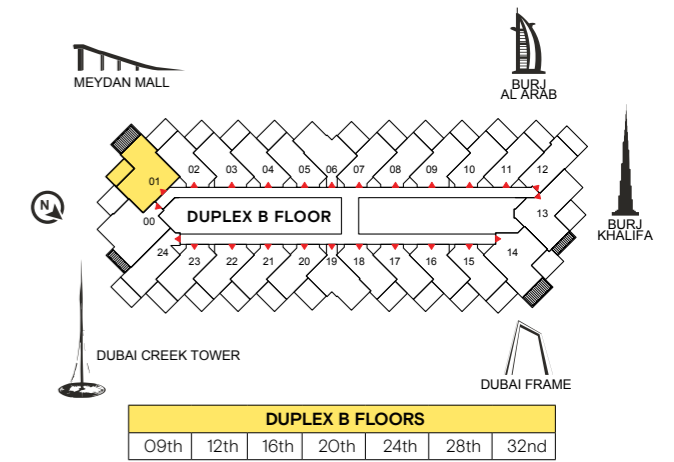 MEYDAN MALL
BURJ
AL ARAB
01
02
03
04
05
06
07
08
09
10
11
12
N
00
DUPLEX B FLOOR
13
BURJ
KHALIFA
24
23
22
21
20
19
18
17
16
15
14
DUBAI CREEK TOWER
DUBAI FRAME
DUPLEX B FLOORS
09th 12th 16th 20th 24th 28th 32nd